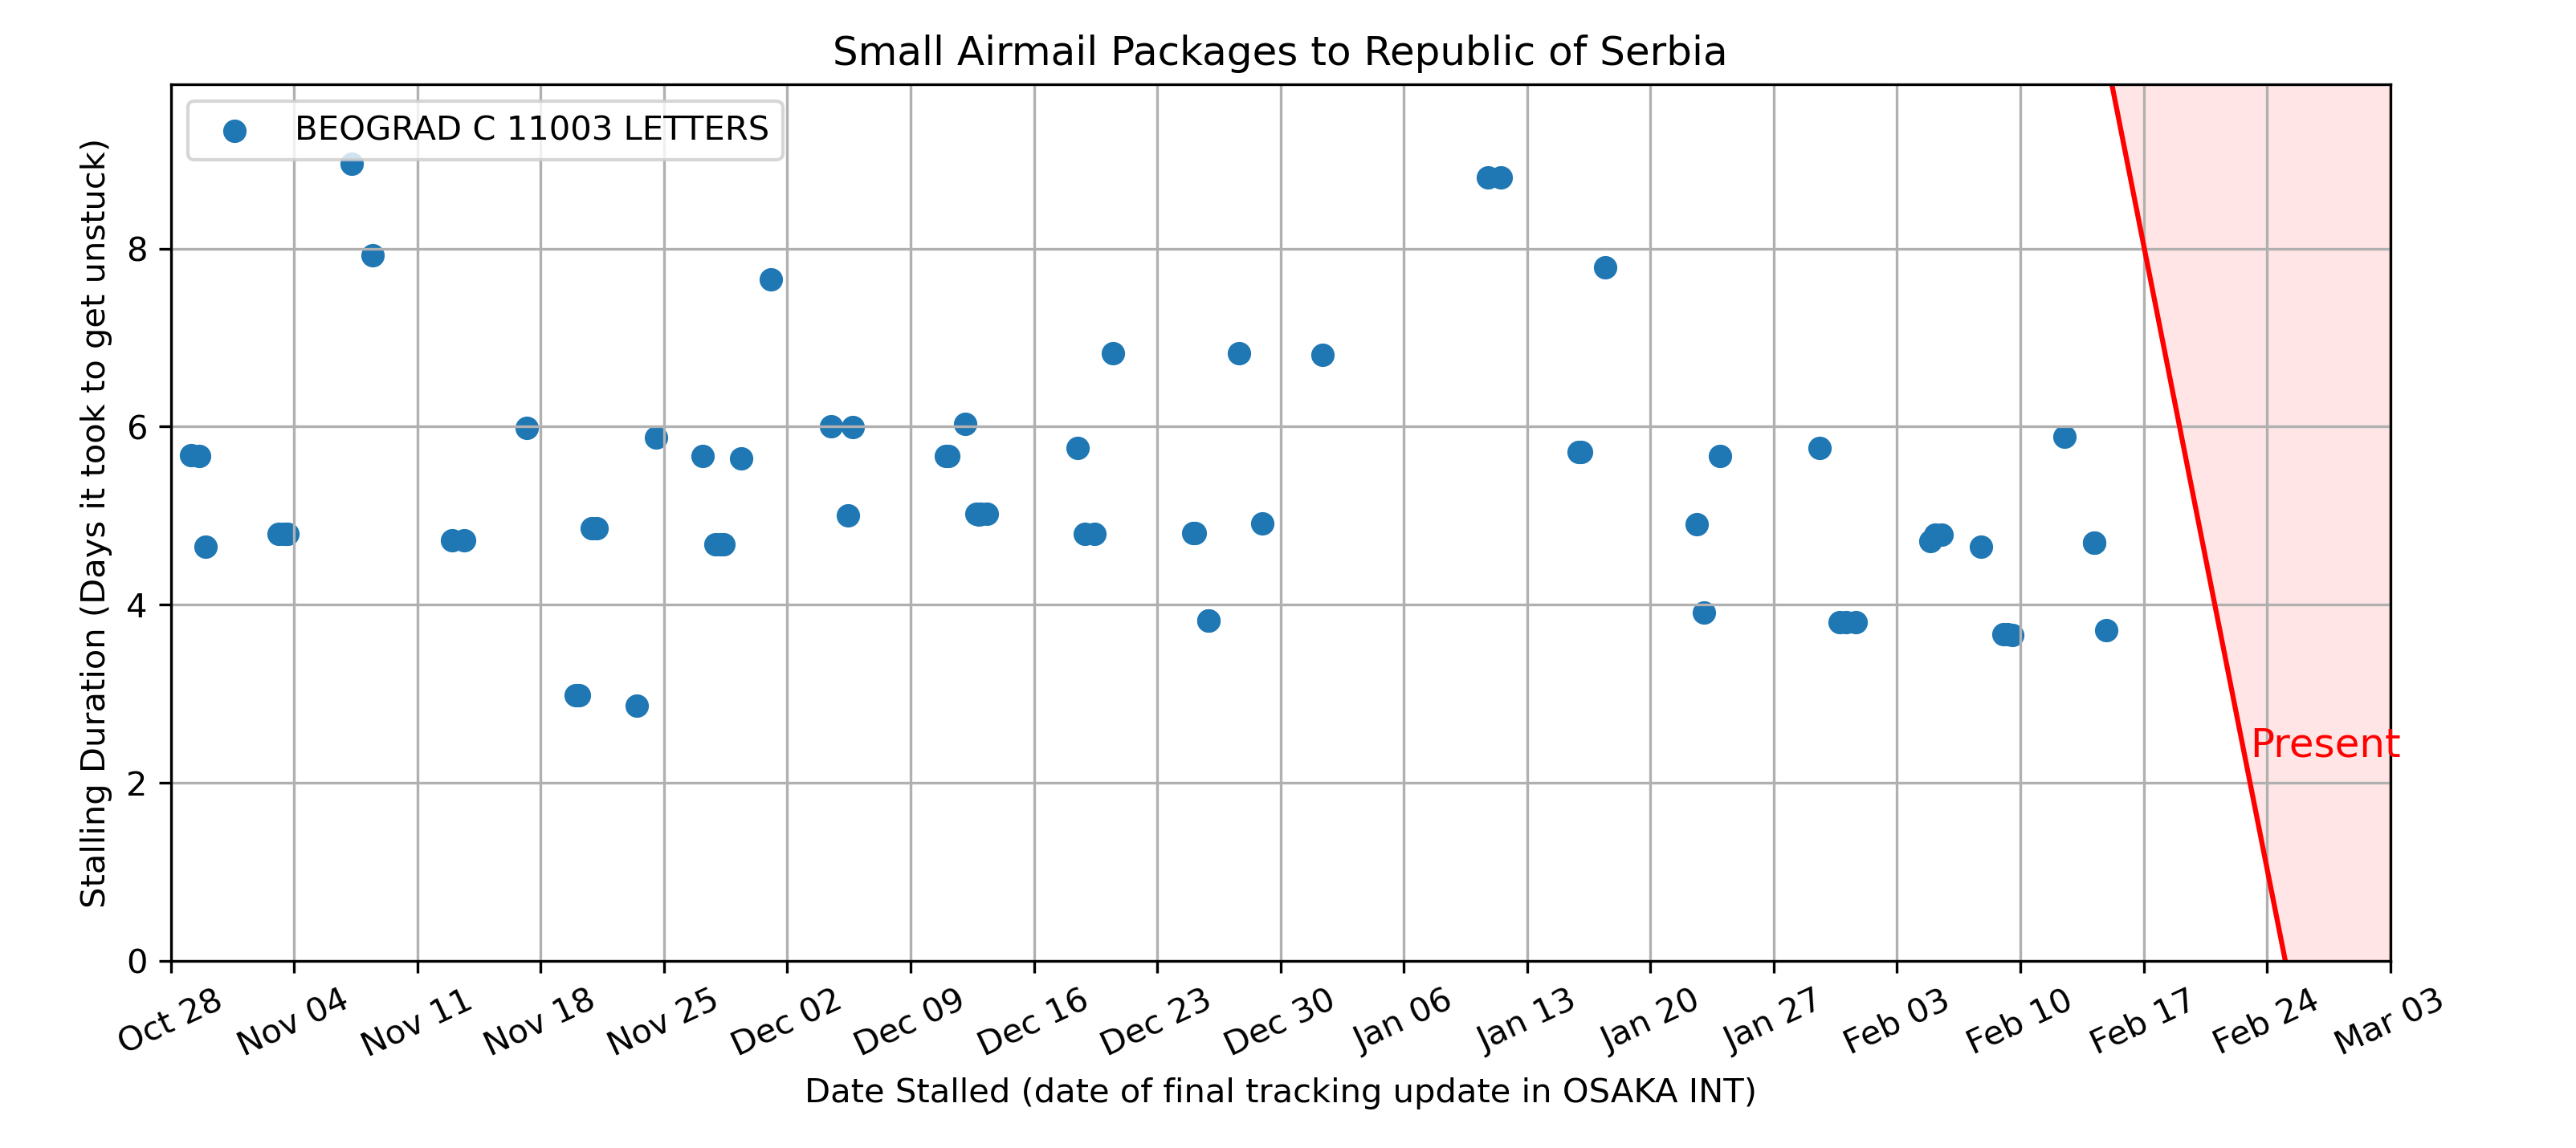 Small Airmail Packages to Republic of Serbia
BEOGRAD C 11003 LETTERS
Stalling Duration (Days it took to get unstuck)
8
6
4
2
0
Present
Oct 28
Nov 04
Nov 11
Nov 18
Nov 25
Dec 02
Dec 09
Dec 16
Dec 23
Dec 30
Jan 06
Jan 13
Jan 20
Jan 27
Feb 03
Feb 10
Feb 17
Feb 24
Mar 03
Date Stalled (date of final tracking update in OSAKA INT)